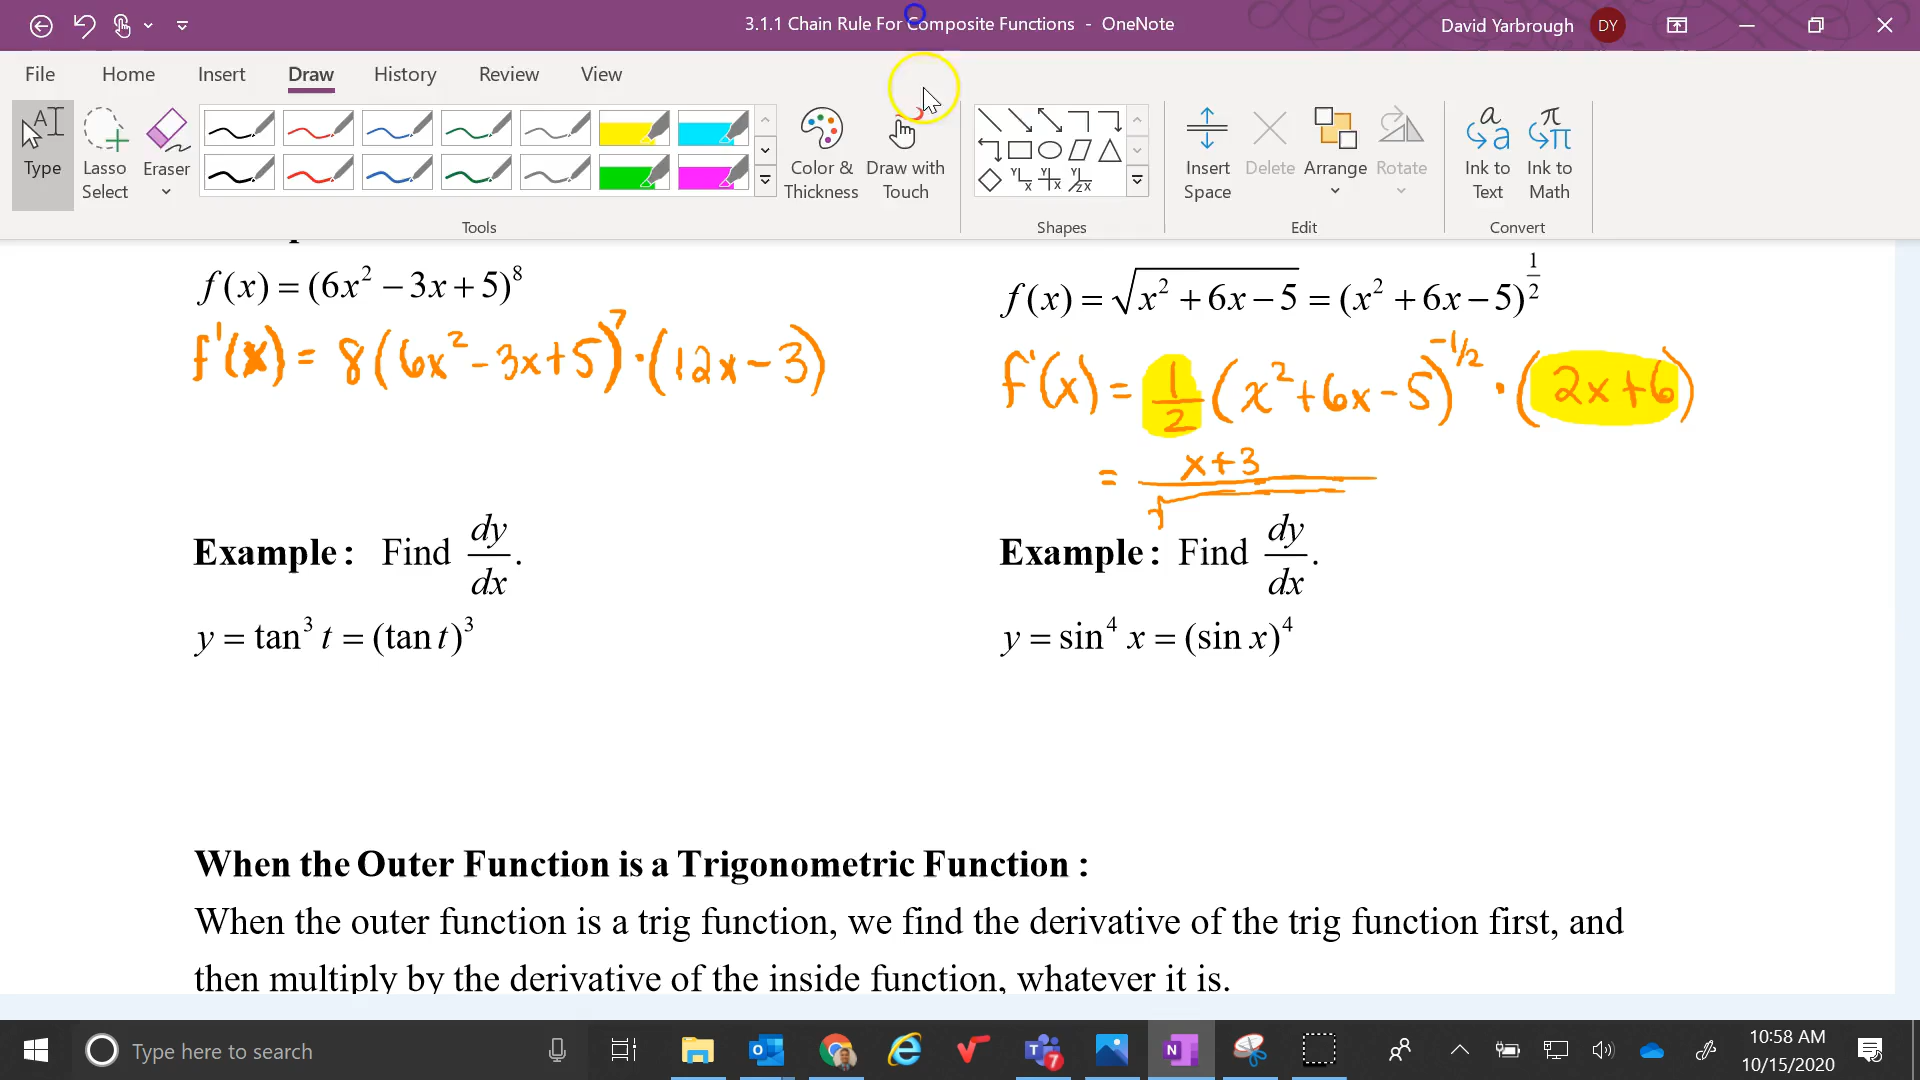 3.1.1 Chain Rule For Composite Functions - OneNote
David Yarbrough DY
File Home Insert Draw History Review View
Type
Lasso Select
Eraser
Color & Thickness
Draw with Touch
Insert Space
Delete
Arrange
Rotate
Ink to Text
Ink to Math
Tools Shapes Edit Convert
f(x) = (6x² − 3x + 5)⁸
f'(x) = 8(6x² − 3x + 5)⁷ · (12x − 3)
f(x) = √(x² + 6x − 5) = (x² + 6x − 5)^(1/2)
f'(x) = 1/2 (x² + 6x − 5)^(-1/2) · (2x + 6)
= x+3 / √
Example : Find dy/dx.
y = tan³ t = (tan t)³
Example : Find dy/dx.
y = sin⁴ x = (sin x)⁴
When the Outer Function is a Trigonometric Function :
When the outer function is a trig function, we find the derivative of the trig function first, and
then multiply by the derivative of the inside function, whatever it is.
Type here to search
7
10:58 AM
10/15/2020